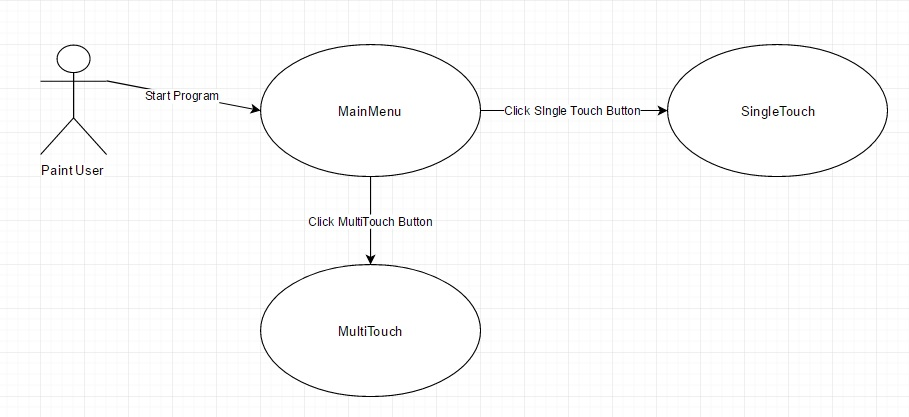 Start Program
MainMenu
Click SIngle Touch Button
SingleTouch
Paint User
Click MultiTouch Button
MultiTouch